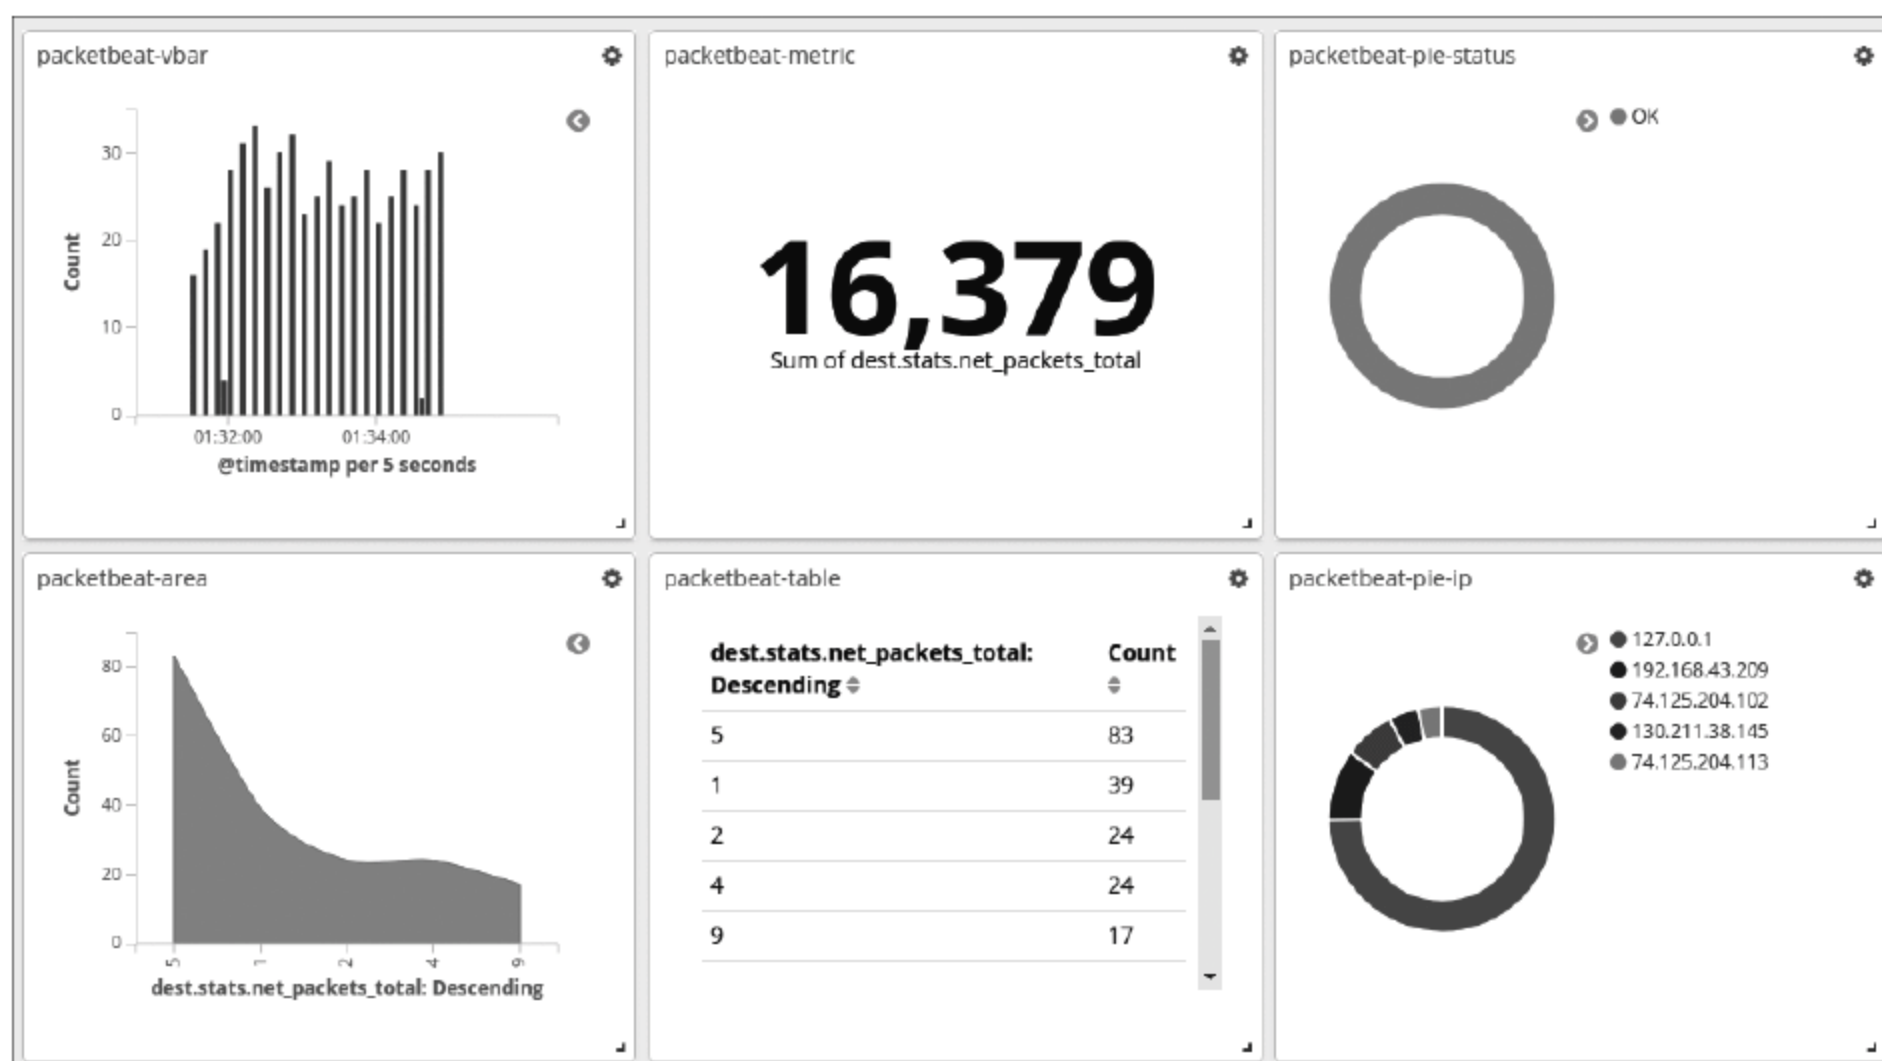 packetbeat-vbar
30
20
10
0
Count
01:32:00 01:34:00
@timestamp per 5 seconds
packetbeat-metric
16,379
Sum of dest.stats.net_packets_total
packetbeat-pie-status
OK
packetbeat-area
80
60
40
20
0
Count
5 1 2 4 9
dest.stats.net_packets_total: Descending
packetbeat-table
dest.stats.net_packets_total: Count
Descending
5 83
1 39
2 24
4 24
9 17
packetbeat-pie-ip
127.0.0.1
192.168.43.209
74.125.204.102
130.211.38.145
74.125.204.113